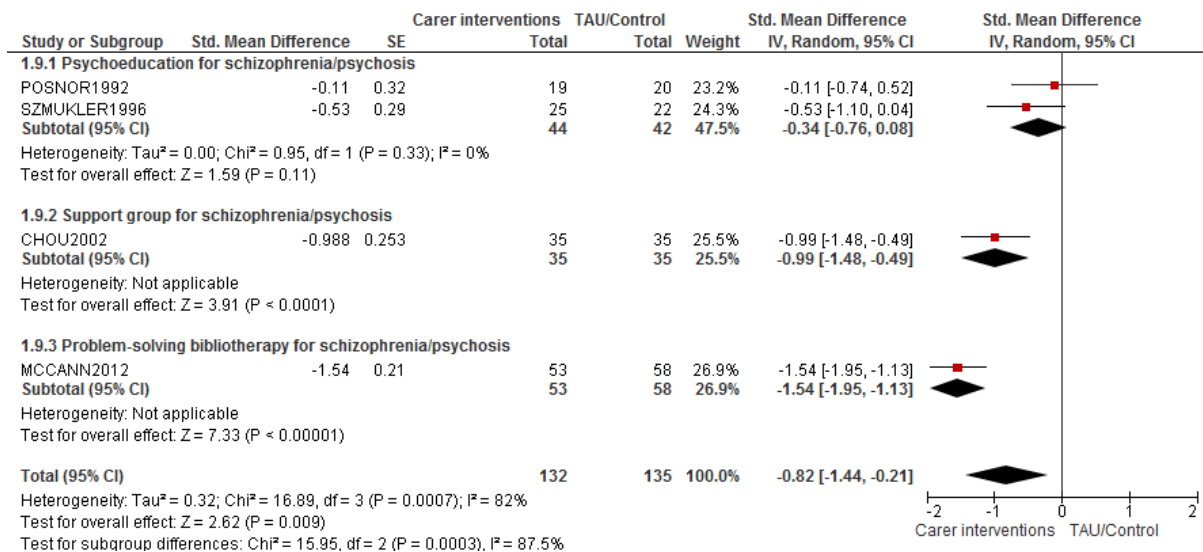 Carer interventions TAU/Control Std. Mean Difference Std. Mean Difference
Study or Subgroup Std. Mean Difference SE Total Total Weight IV, Random, 95% CI IV, Random, 95% CI
1.9.1 Psychoeducation for schizophrenia/psychosis
POSNOR1992 -0.11 0.32 19 20 23.2% -0.11 [-0.74, 0.52]
SZMUKLER1996 -0.53 0.29 25 22 24.3% -0.53 [-1.10, 0.04]
Subtotal (95% CI) 44 42 47.5% -0.34 [-0.76, 0.08]
Heterogeneity: Tau² = 0.00; Chi² = 0.95, df = 1 (P = 0.33); I² = 0%
Test for overall effect: Z = 1.59 (P = 0.11)
1.9.2 Support group for schizophrenia/psychosis
CHOU2002 -0.988 0.253 35 35 25.5% -0.99 [-1.48, -0.49]
Subtotal (95% CI) 35 35 25.5% -0.99 [-1.48, -0.49]
Heterogeneity: Not applicable
Test for overall effect: Z = 3.91 (P < 0.0001)
1.9.3 Problem-solving bibliotherapy for schizophrenia/psychosis
MCCANN2012 -1.54 0.21 53 58 26.9% -1.54 [-1.95, -1.13]
Subtotal (95% CI) 53 58 26.9% -1.54 [-1.95, -1.13]
Heterogeneity: Not applicable
Test for overall effect: Z = 7.33 (P < 0.00001)
Total (95% CI) 132 135 100.0% -0.82 [-1.44, -0.21]
Heterogeneity: Tau² = 0.32; Chi² = 16.89, df = 3 (P = 0.0007); I² = 82%
Test for overall effect: Z = 2.62 (P = 0.009)
Test for subgroup differences: Chi² = 15.95, df = 2 (P = 0.0003), I² = 87.5%
-2 -1 0 1 2
Carer interventions TAU/Control